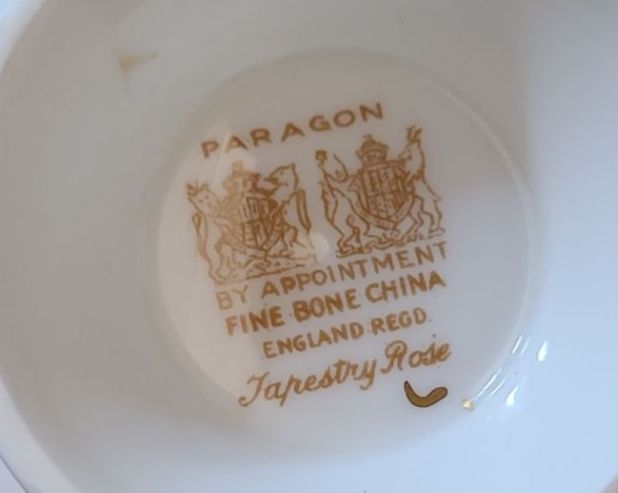 PARAGON
BY APPOINTMENT
FINE BONE CHINA
ENGLAND REGD.
Tapestry Rose